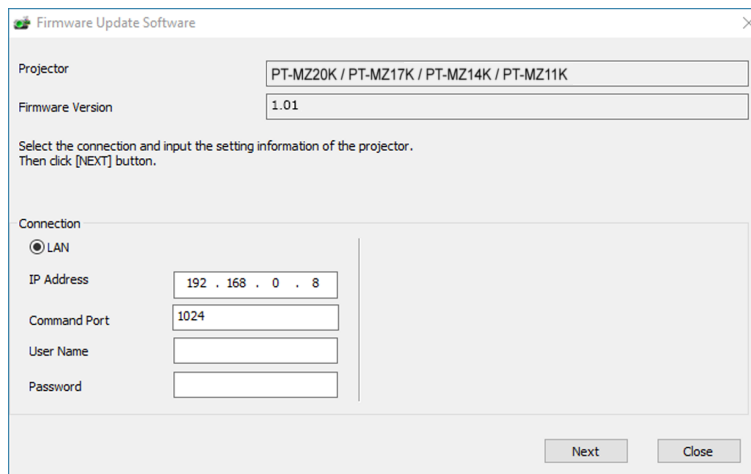 Firmware Update Software
Projector
PT-MZ20K / PT-MZ17K / PT-MZ14K / PT-MZ11K
Firmware Version
1.01
Select the connection and input the setting information of the projector.
Then click [NEXT] button.
Connection
LAN
IP Address
192 . 168 . 0 . 8
Command Port
1024
User Name
Password
Next
Close